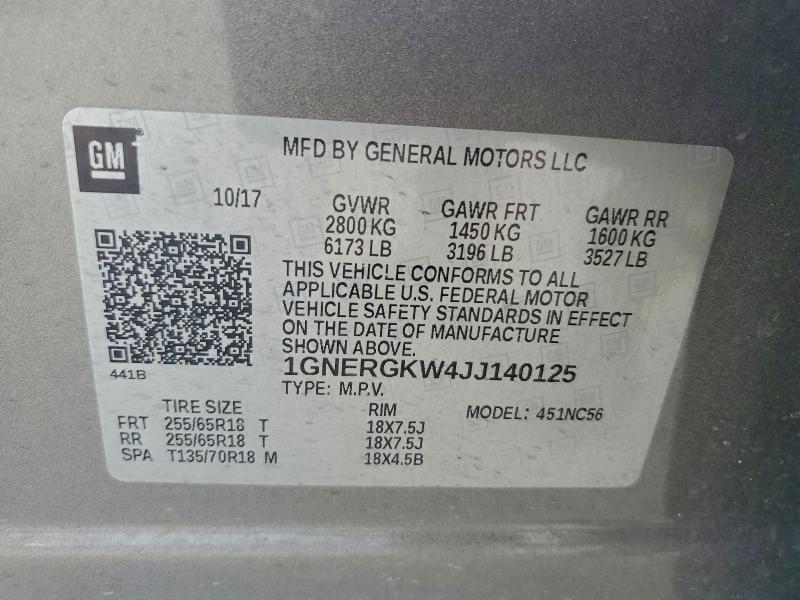 GM
MFD BY GENERAL MOTORS LLC
10/17
GVWR GAWR FRT GAWR RR
2800 KG 1450 KG 1600 KG
6173 LB 3196 LB 3527 LB
THIS VEHICLE CONFORMS TO ALL
APPLICABLE U.S. FEDERAL MOTOR
VEHICLE SAFETY STANDARDS IN EFFECT
ON THE DATE OF MANUFACTURE
SHOWN ABOVE.
441B
1GNERGKW4JJ140125
TYPE: M.P.V.
TIRE SIZE RIM MODEL: 451NC56
FRT 255/65R18 T 18X7.5J
RR 255/65R18 T 18X7.5J
SPA T135/70R18 M 18X4.5B